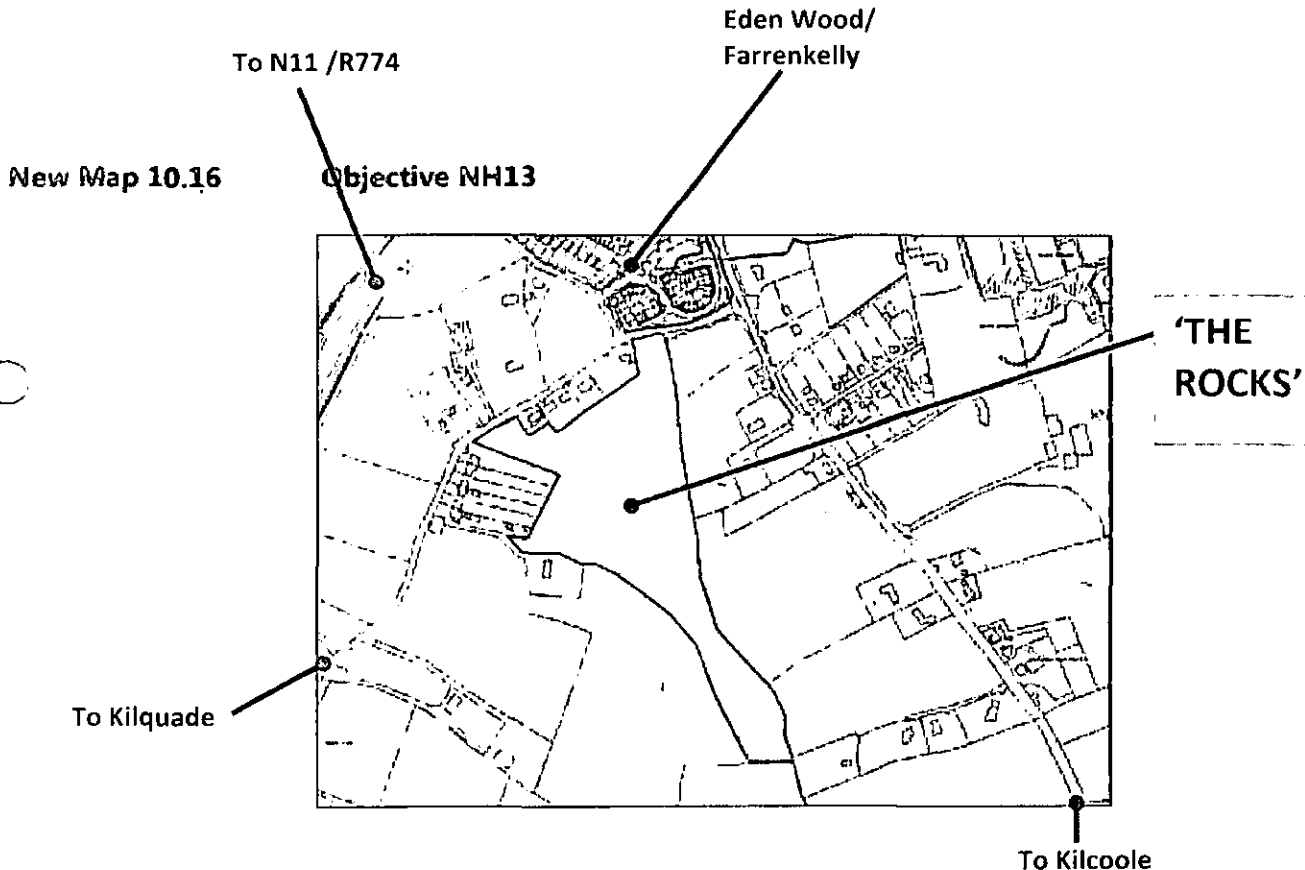 Eden Wood/
Farrenkelly
To N11 /R774
New Map 10.16 Objective NH13
'THE
ROCKS'
To Kilquade
To Kilcoole